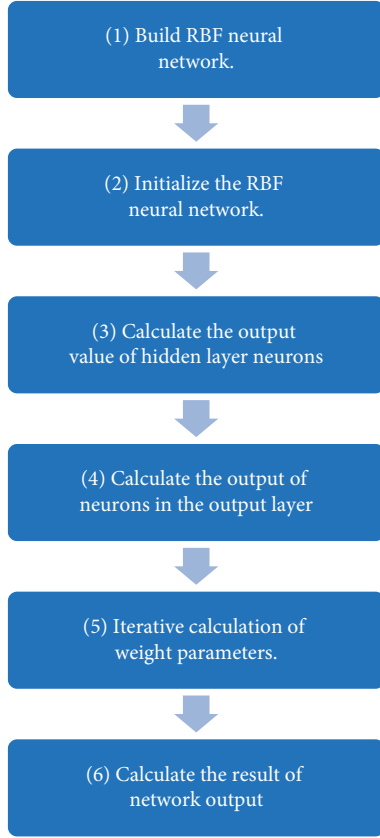 (1) Build RBF neural
network.
(2) Initialize the RBF
neural network.
(3) Calculate the output
value of hidden layer neurons
(4) Calculate the output of
neurons in the output layer
(5) Iterative calculation of
weight parameters.
(6) Calculate the result of
network output